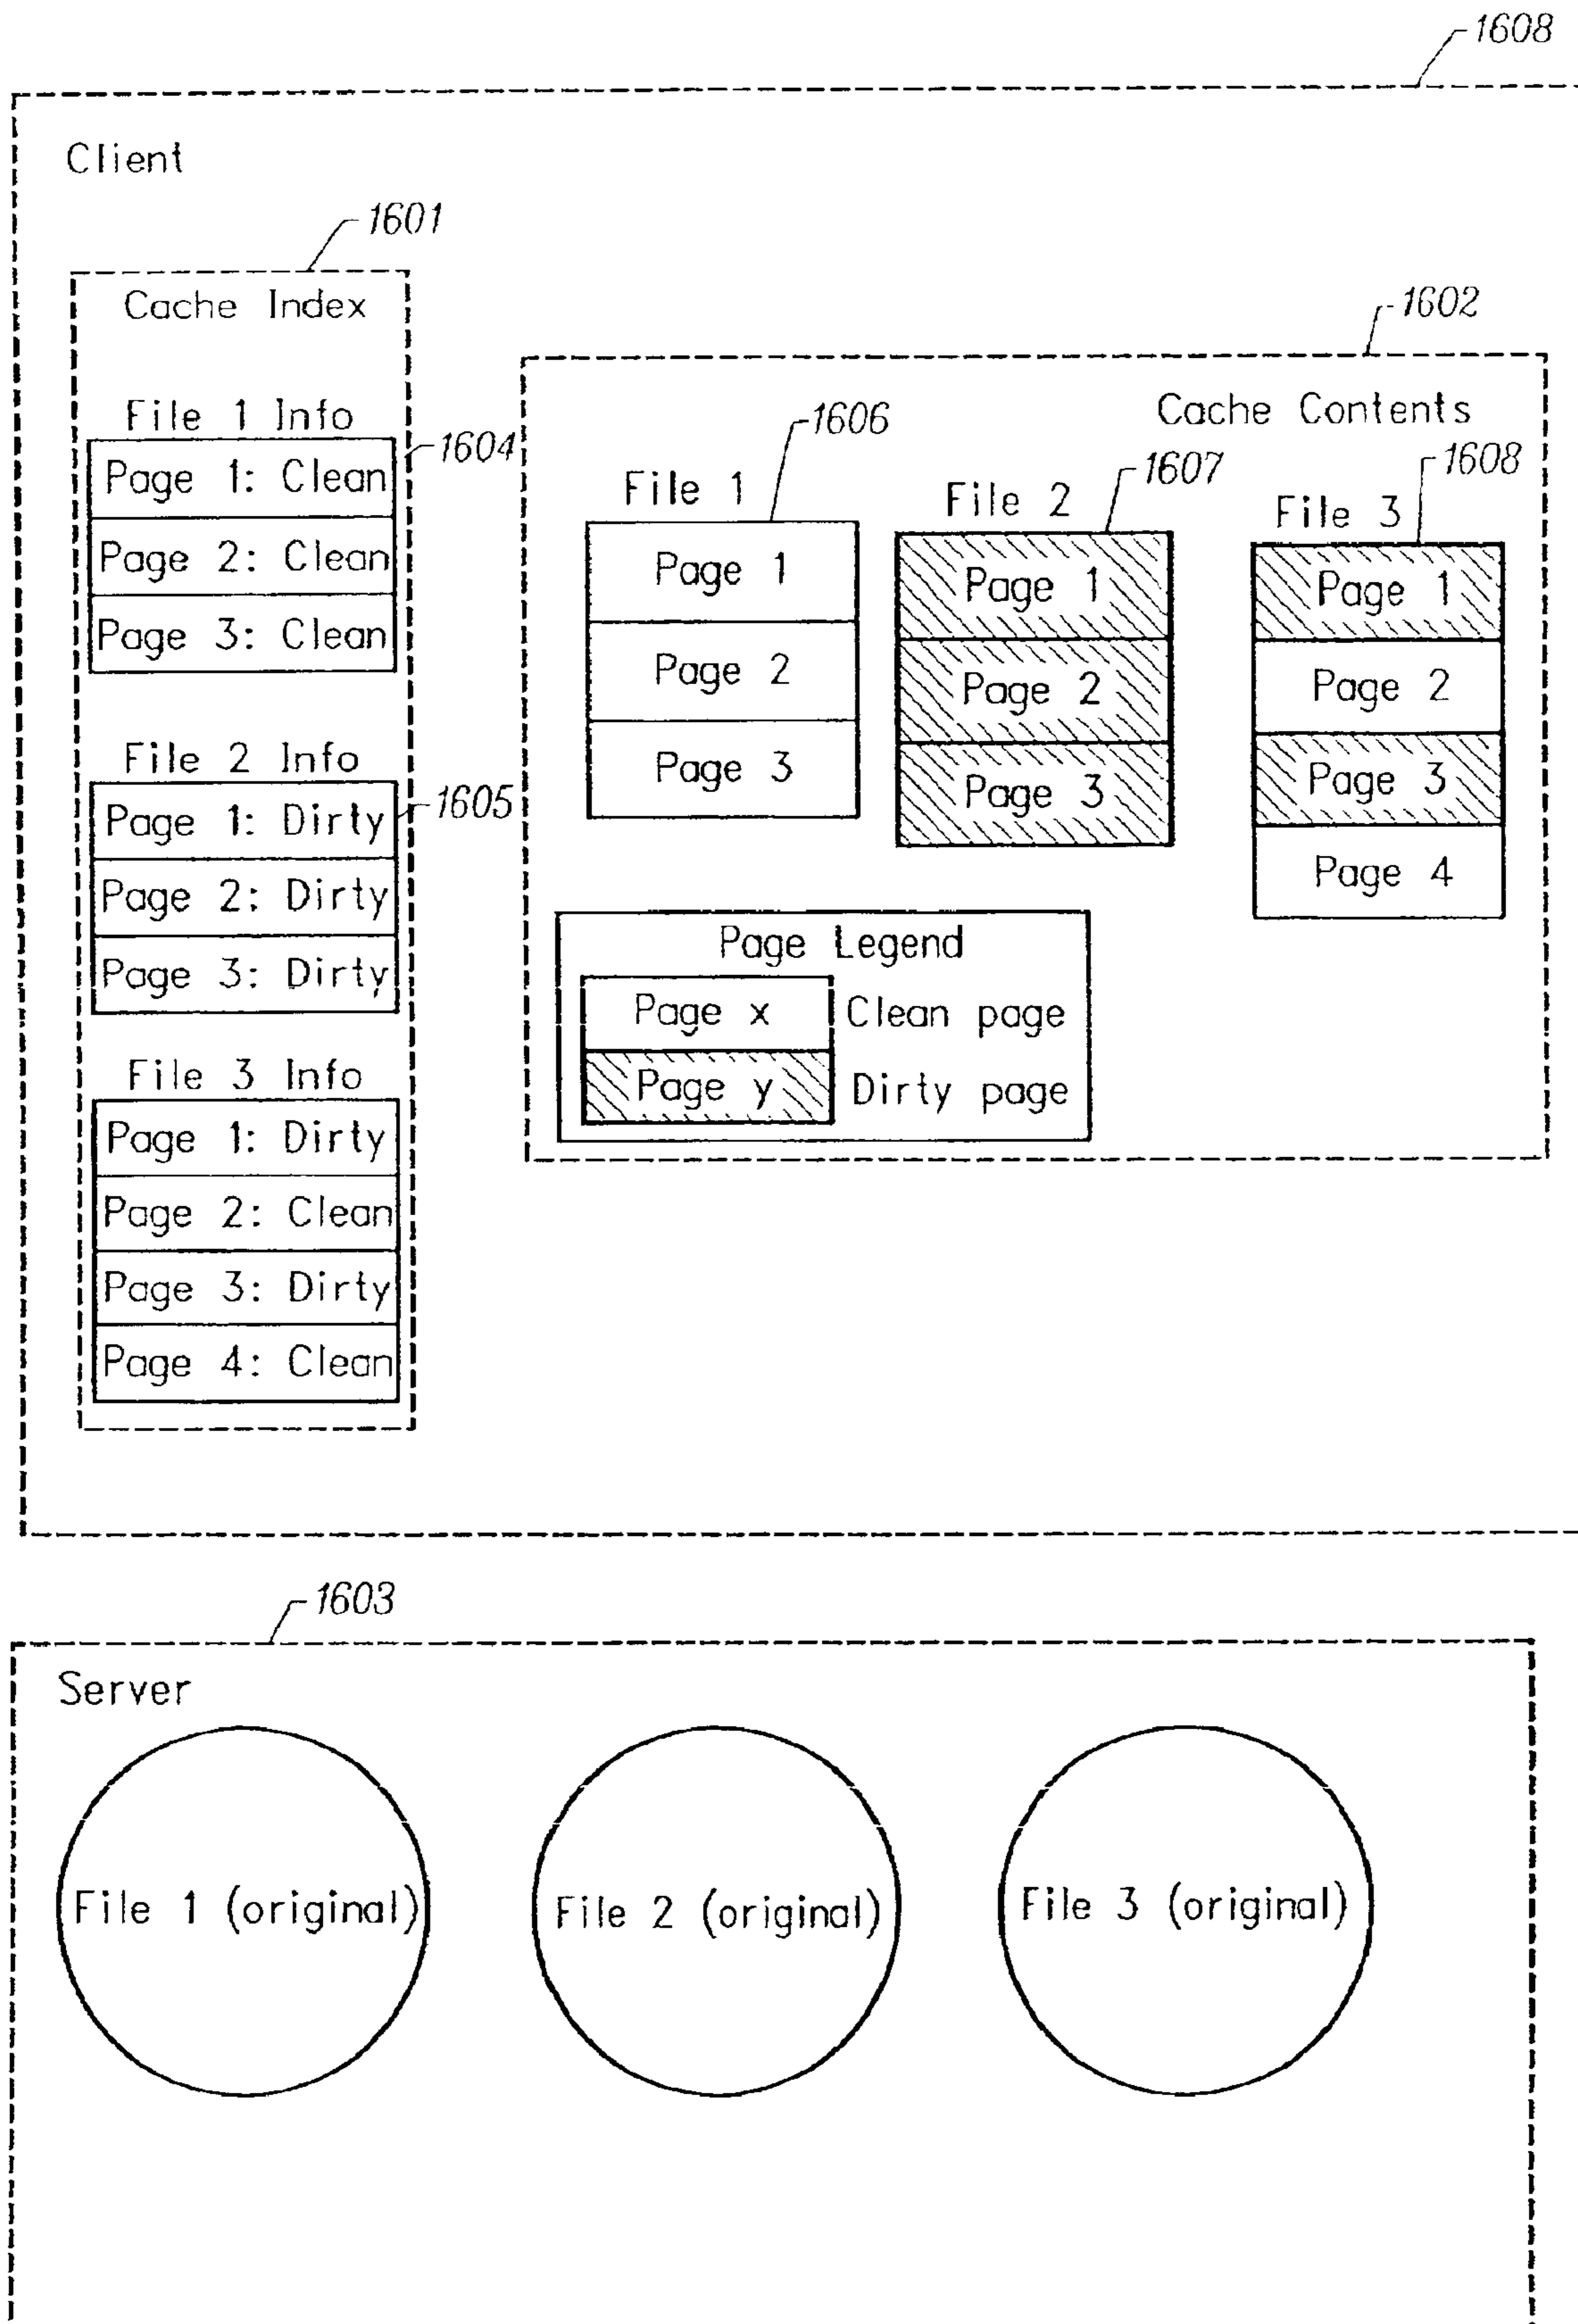 1608
Client
1601
Cache Index
File 1 Info
1604
Page 1: Clean
Page 2: Clean
Page 3: Clean
File 2 Info
1605
Page 1: Dirty
Page 2: Dirty
Page 3: Dirty
File 3 Info
Page 1: Dirty
Page 2: Clean
Page 3: Dirty
Page 4: Clean
1602
Cache Contents
1606
File 1
Page 1
Page 2
Page 3
1607
File 2
Page 1
Page 2
Page 3
1608
File 3
Page 1
Page 2
Page 3
Page 4
Page Legend
Page x Clean page
Page y Dirty page
1603
Server
File 1 (original)
File 2 (original)
File 3 (original)